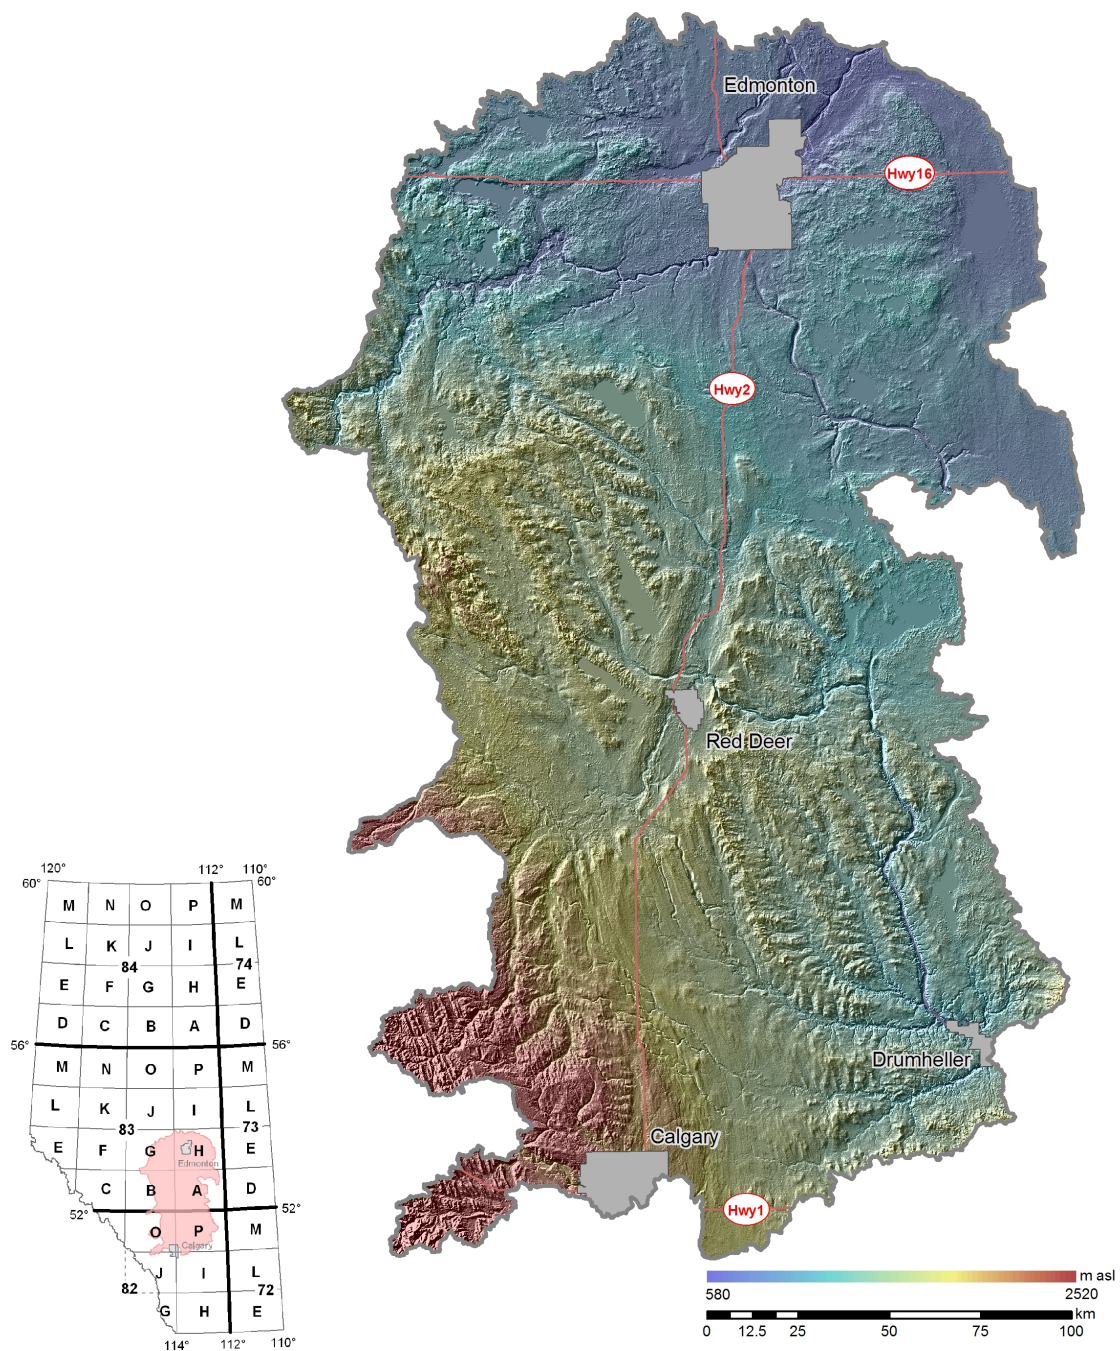 Edmonton
Hwy16
Hwy2
Red Deer
Drumheller
Calgary
Hwy1
m asl
580 2520
km
0 12.5 25 50 75 100
120° 112° 110°
60° 60°
M N O P M
L K J I L
84 74
E F G H E
D C B A D
56° 56°
M N O P M
L K J I L
83 73
E F G H E
Edmonton
C B A D
52° 52°
O P M
Calgary
J I L
82 72
G H E
114° 112° 110°